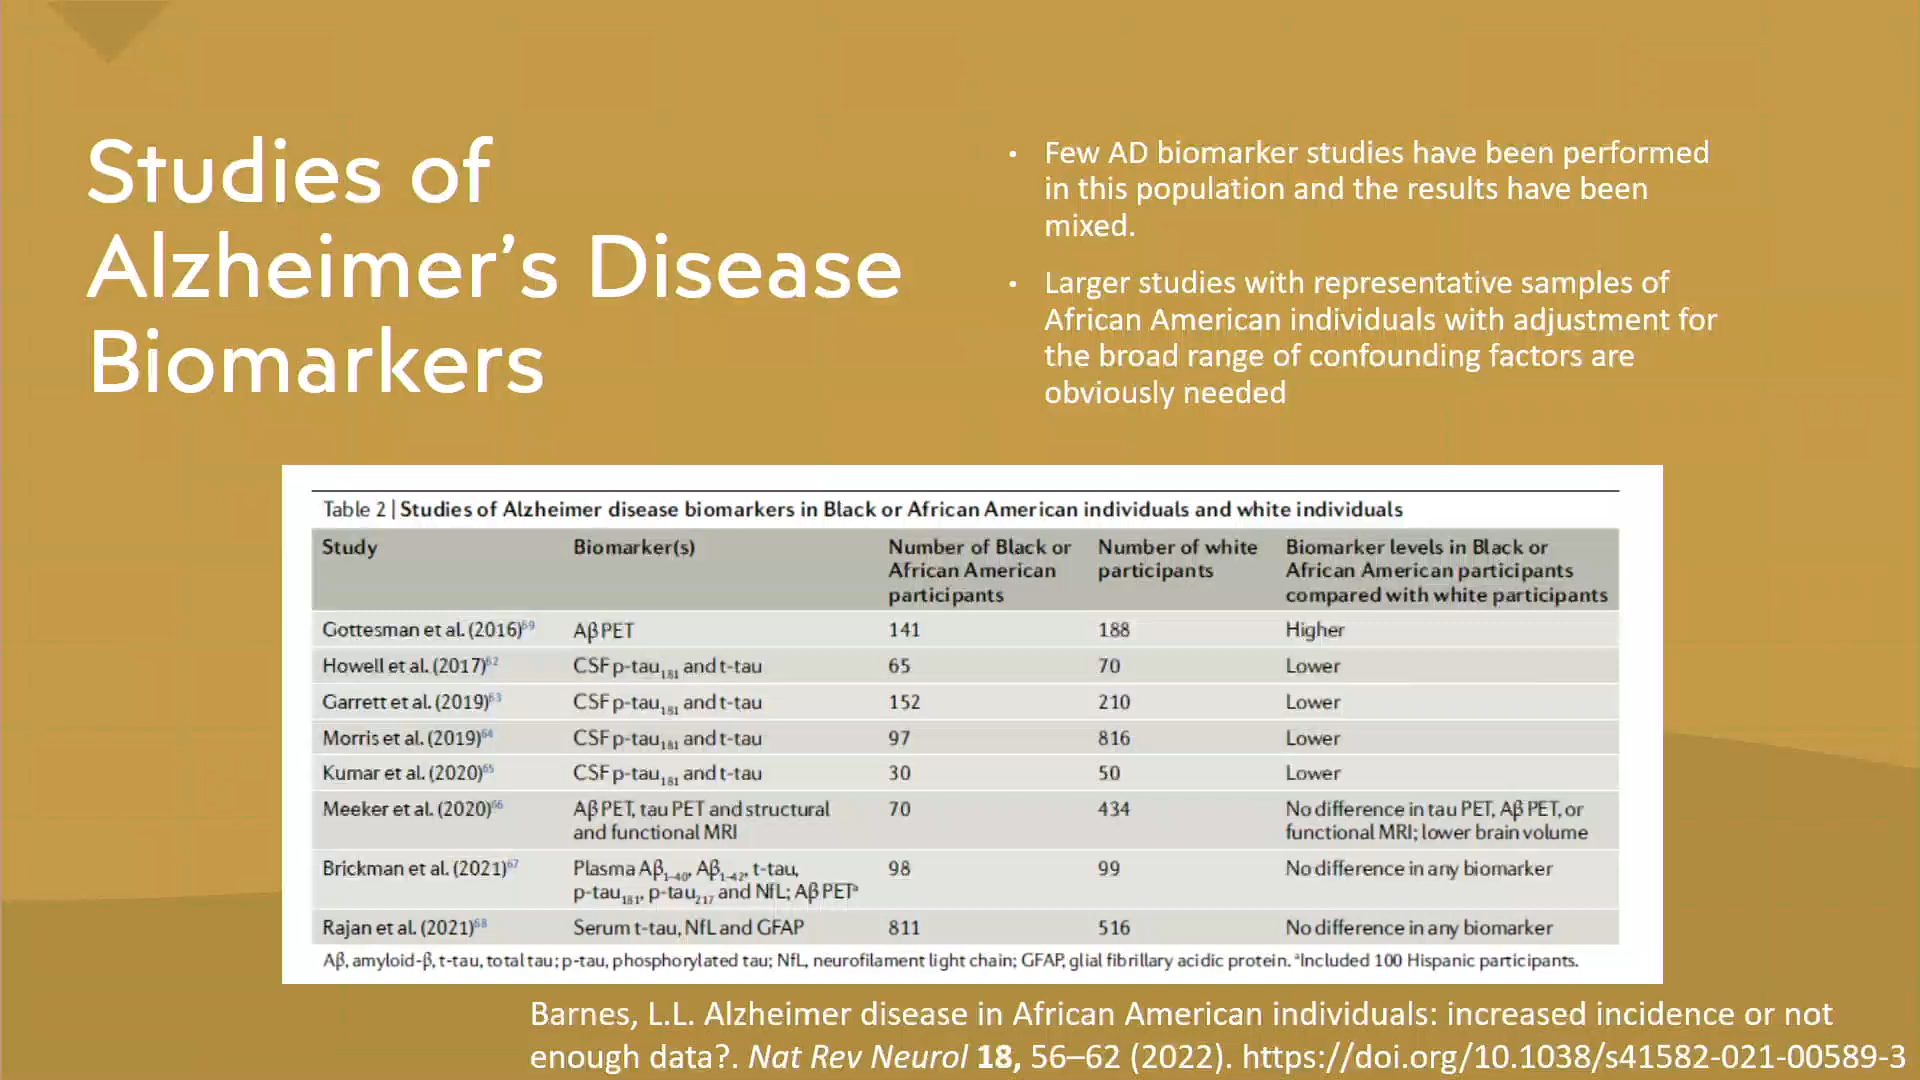 Studies of
Alzheimer’s Disease
Biomarkers
• Few AD biomarker studies have been performed
in this population and the results have been
mixed.
• Larger studies with representative samples of
African American individuals with adjustment for
the broad range of confounding factors are
obviously needed
Table 2 | Studies of Alzheimer disease biomarkers in Black or African American individuals and white individuals
Study Biomarker(s) Number of Black or African American participants Number of white participants Biomarker levels in Black or African American participants compared with white participants
Gottesman et al. (2016)59 Aβ PET 141 188 Higher
Howell et al. (2017)62 CSF p-tau181 and t-tau 65 70 Lower
Garrett et al. (2019)63 CSF p-tau181 and t-tau 152 210 Lower
Morris et al. (2019)64 CSF p-tau181 and t-tau 97 816 Lower
Kumar et al. (2020)65 CSF p-tau181 and t-tau 30 50 Lower
Meeker et al. (2020)66 Aβ PET, tau PET and structural and functional MRI 70 434 No difference in tau PET, Aβ PET, or functional MRI; lower brain volume
Brickman et al. (2021)67 Plasma Aβ1–40, Aβ1–42, t-tau, p-tau181, p-tau217 and NfL; Aβ PETa 98 99 No difference in any biomarker
Rajan et al. (2021)68 Serum t-tau, NfL and GFAP 811 516 No difference in any biomarker
Aβ, amyloid-β, t-tau, total tau; p-tau, phosphorylated tau; NfL, neurofilament light chain; GFAP, glial fibrillary acidic protein. aIncluded 100 Hispanic participants.
Barnes, L.L. Alzheimer disease in African American individuals: increased incidence or not
enough data?. Nat Rev Neurol 18, 56–62 (2022). https://doi.org/10.1038/s41582-021-00589-3